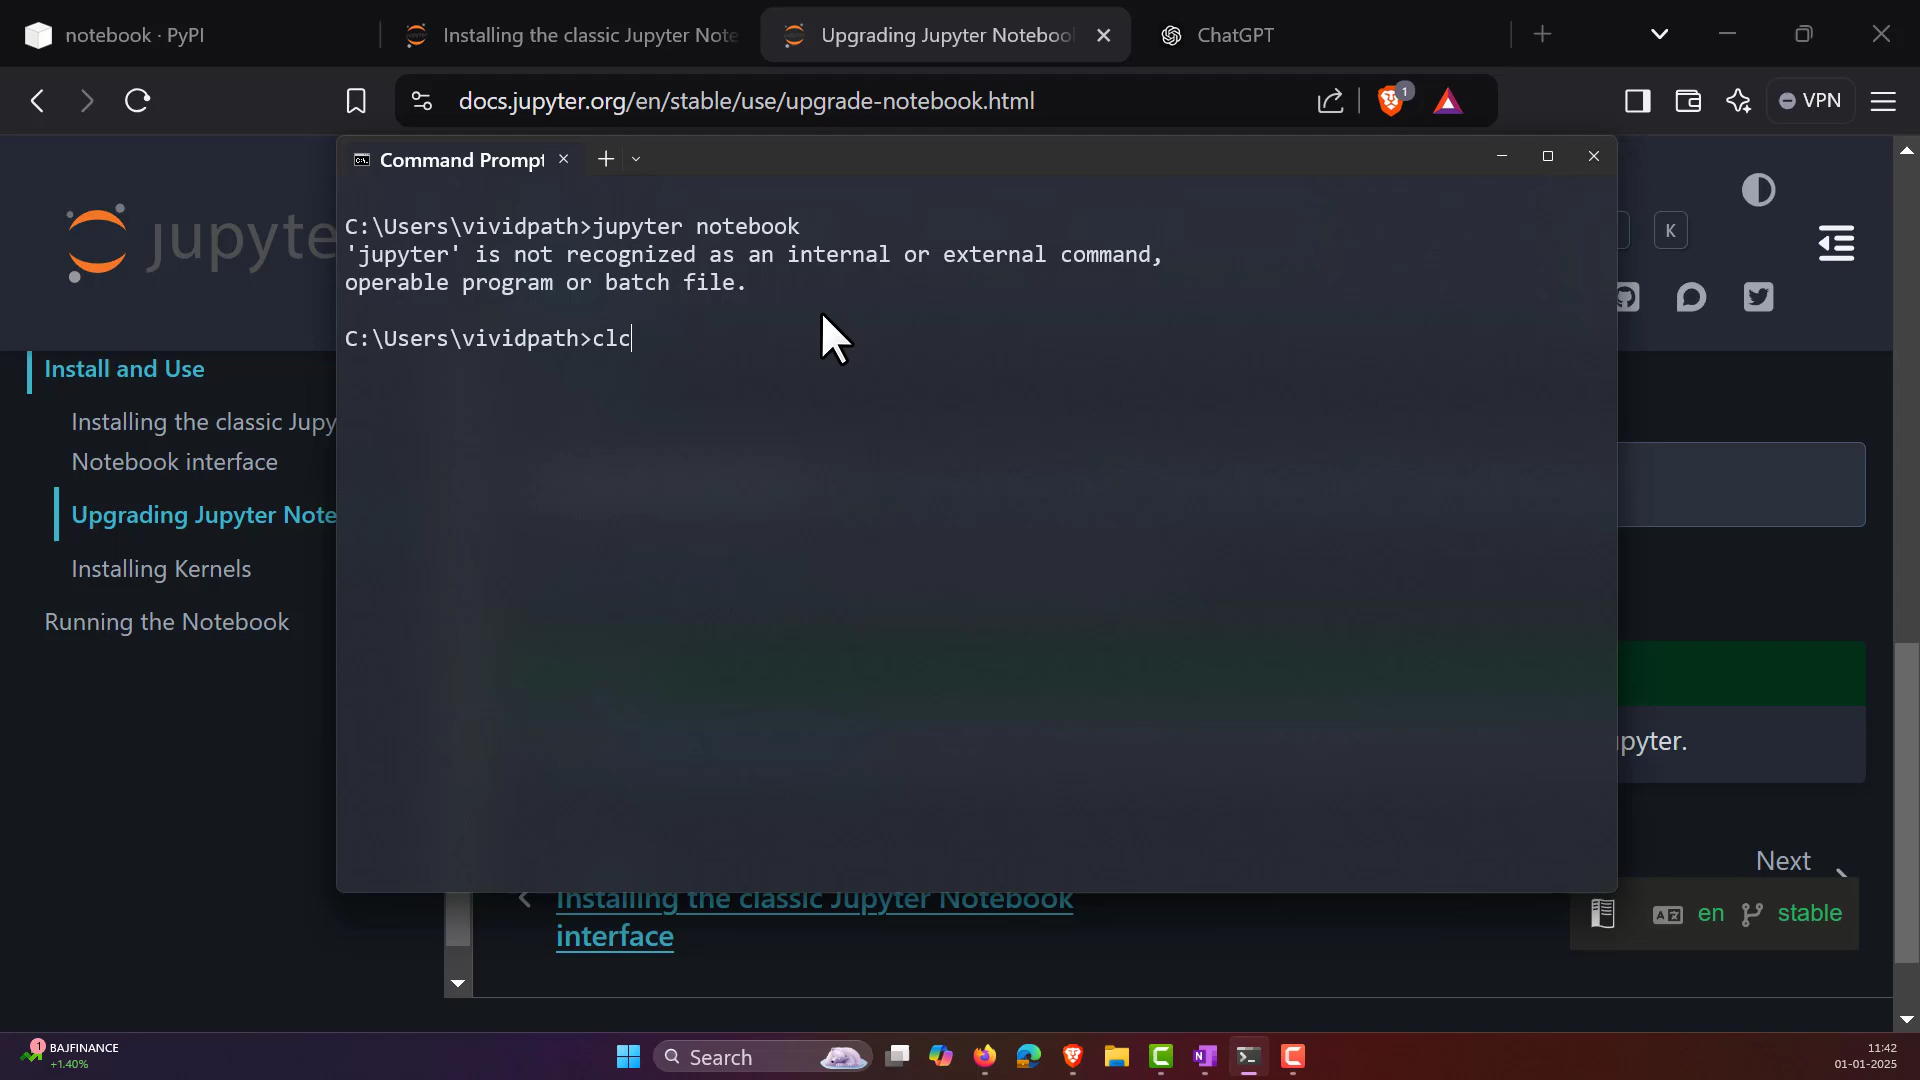 notebook · PyPI
Installing the classic Jupyter Note
Upgrading Jupyter Noteboo
ChatGPT
docs.jupyter.org/en/stable/use/upgrade-notebook.html
1
VPN
Command Prompt
C:\Users\vividpath>jupyter notebook
'jupyter' is not recognized as an internal or external command,
operable program or batch file.
C:\Users\vividpath>clc
jupyte
K
Install and Use
Installing the classic Jupy
Notebook interface
Upgrading Jupyter Note
Installing Kernels
Running the Notebook
pyter.
Next
Installing the classic Jupyter Notebook
interface
en
stable
1
BAJFINANCE
+1.40%
Search
11:42
01-01-2025